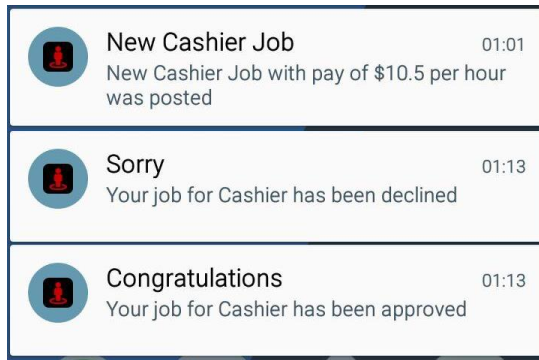 New Cashier Job 01:01
New Cashier Job with pay of $10.5 per hour
was posted
Sorry 01:13
Your job for Cashier has been declined
Congratulations 01:13
Your job for Cashier has been approved